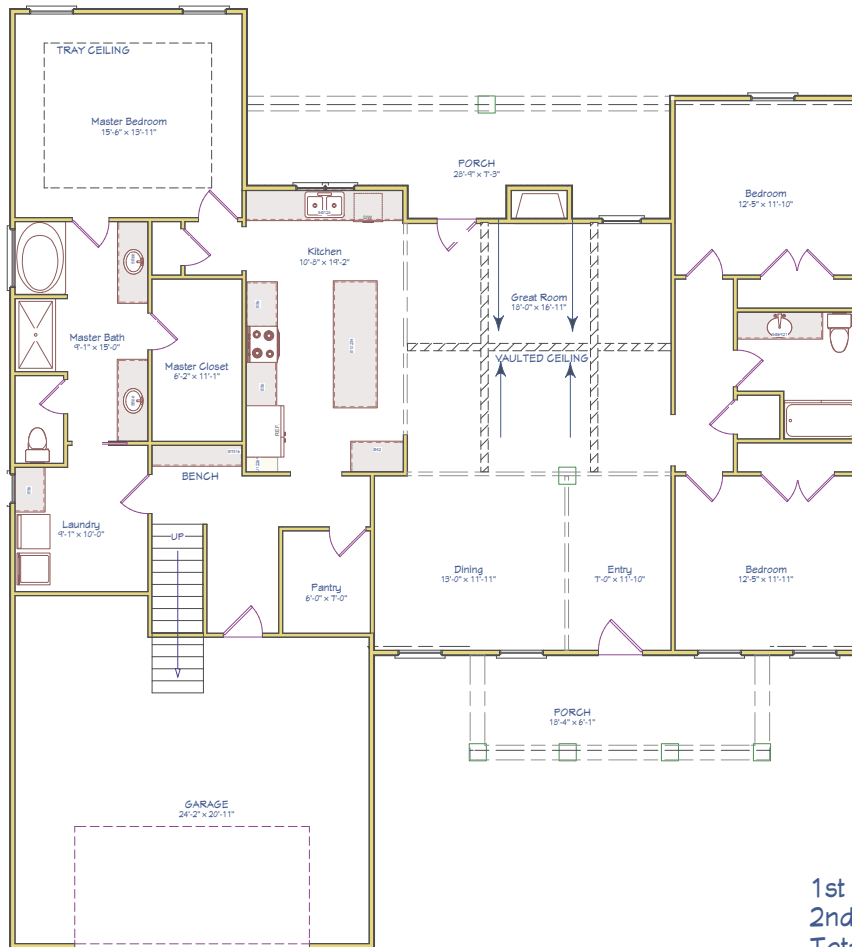 TRAY CEILING
Master Bedroom
15'-6" x 13'-11"
PORCH
28'-9" x 7'-3"
Bedroom
12'-5" x 11'-10"
Kitchen
10'-8" x 19'-2"
Great Room
18'-0" x 16'-11"
VAULTED CEILING
Master Bath
9'-1" x 15'-0"
Master Closet
6'-2" x 11'-1"
REF.
BENCH
UP
Laundry
9'-1" x 10'-0"
Pantry
6'-0" x 7'-0"
Dining
13'-0" x 11'-11"
Entry
7'-0" x 11'-10"
Bedroom
12'-5" x 11'-11"
PORCH
18'-4" x 6'-1"
GARAGE
24'-2" x 20'-11"
1st
2nd